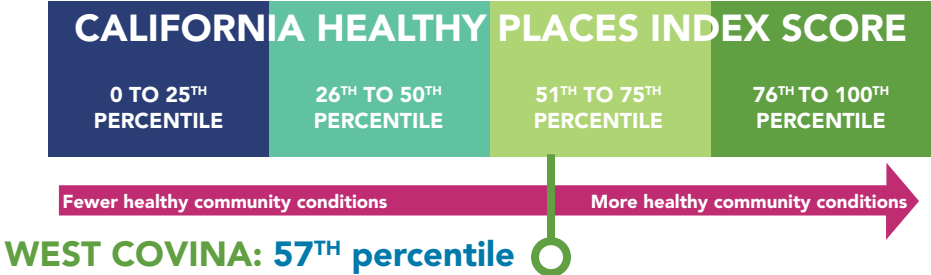 CALIFORNIA HEALTHY PLACES INDEX SCORE
0 TO 25TH PERCENTILE
26TH TO 50TH PERCENTILE
51TH TO 75TH PERCENTILE
76TH TO 100TH PERCENTILE
Fewer healthy community conditions
More healthy community conditions
WEST COVINA: 57TH percentile